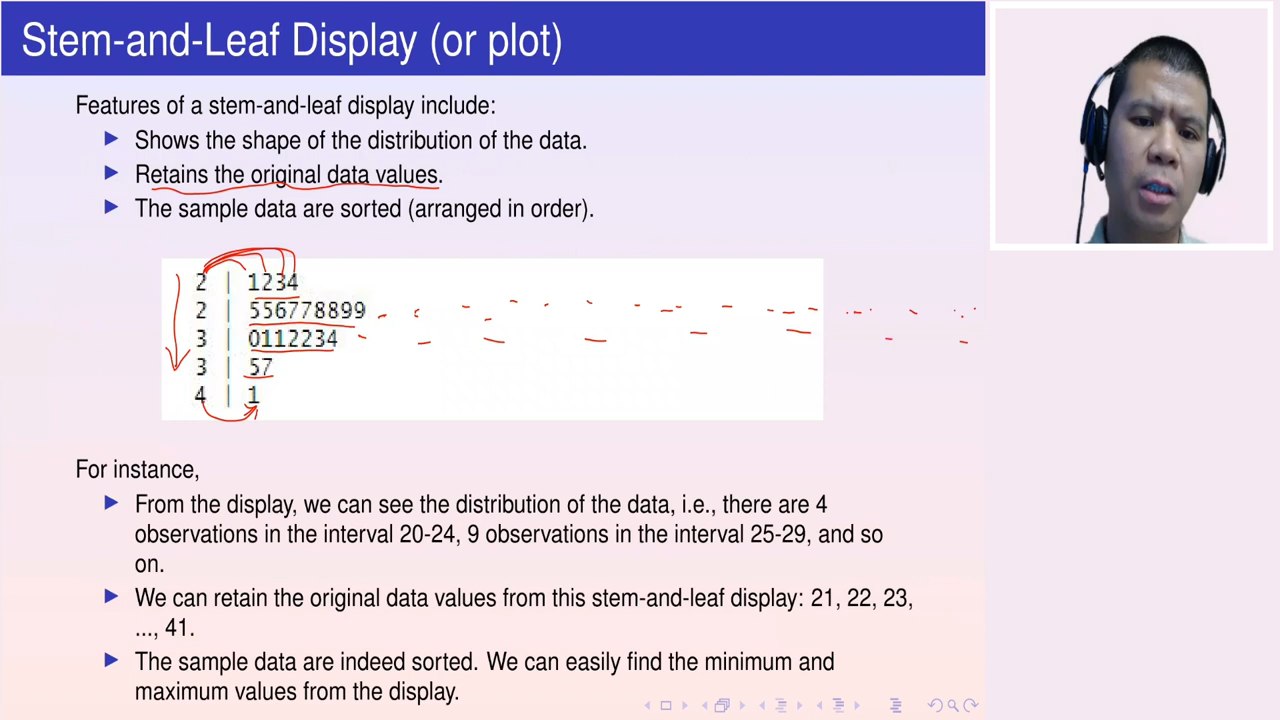 Stem-and-Leaf Display (or plot)
Features of a stem-and-leaf display include:
Shows the shape of the distribution of the data.
Retains the original data values.
The sample data are sorted (arranged in order).
2 | 1234
2 | 556778899
3 | 0112234
3 | 57
4 | 1
For instance,
From the display, we can see the distribution of the data, i.e., there are 4
observations in the interval 20-24, 9 observations in the interval 25-29, and so
on.
We can retain the original data values from this stem-and-leaf display: 21, 22, 23,
..., 41.
The sample data are indeed sorted. We can easily find the minimum and
maximum values from the display.